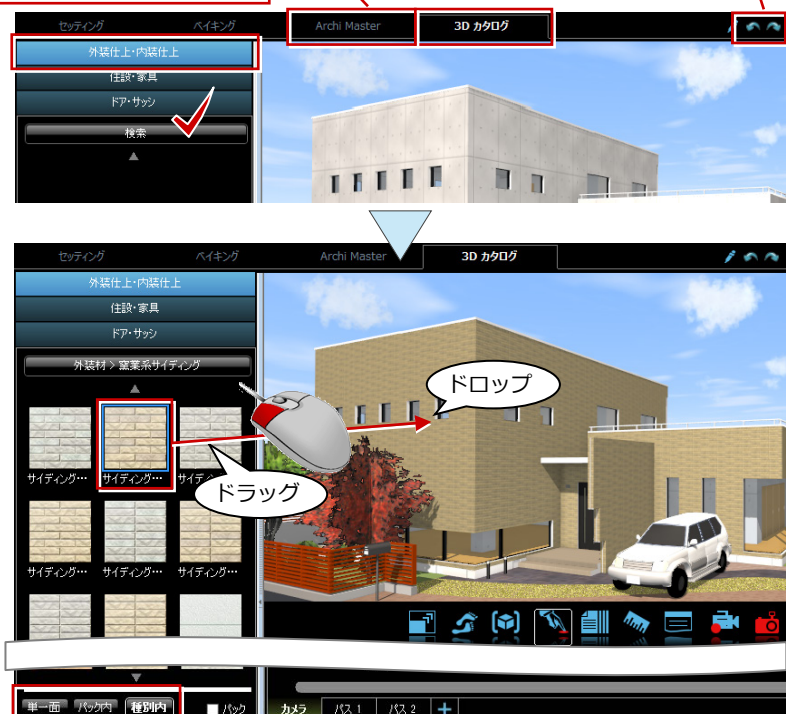 セッティング
ベイキング
Archi Master
3D カタログ
外装仕上・内装仕上
住設・家具
ドア・サッシ
検索
セッティング
ベイキング
Archi Master
3D カタログ
外装仕上・内装仕上
住設・家具
ドア・サッシ
外装材 > 窯業系サイディング
ドロップ
サイディング…
サイディング…
サイディ
ドラッグ
サイディング…
サイディング…
サイディング…
単一面
パック内
種別内
パック
カメラ
パス 1
パス 2